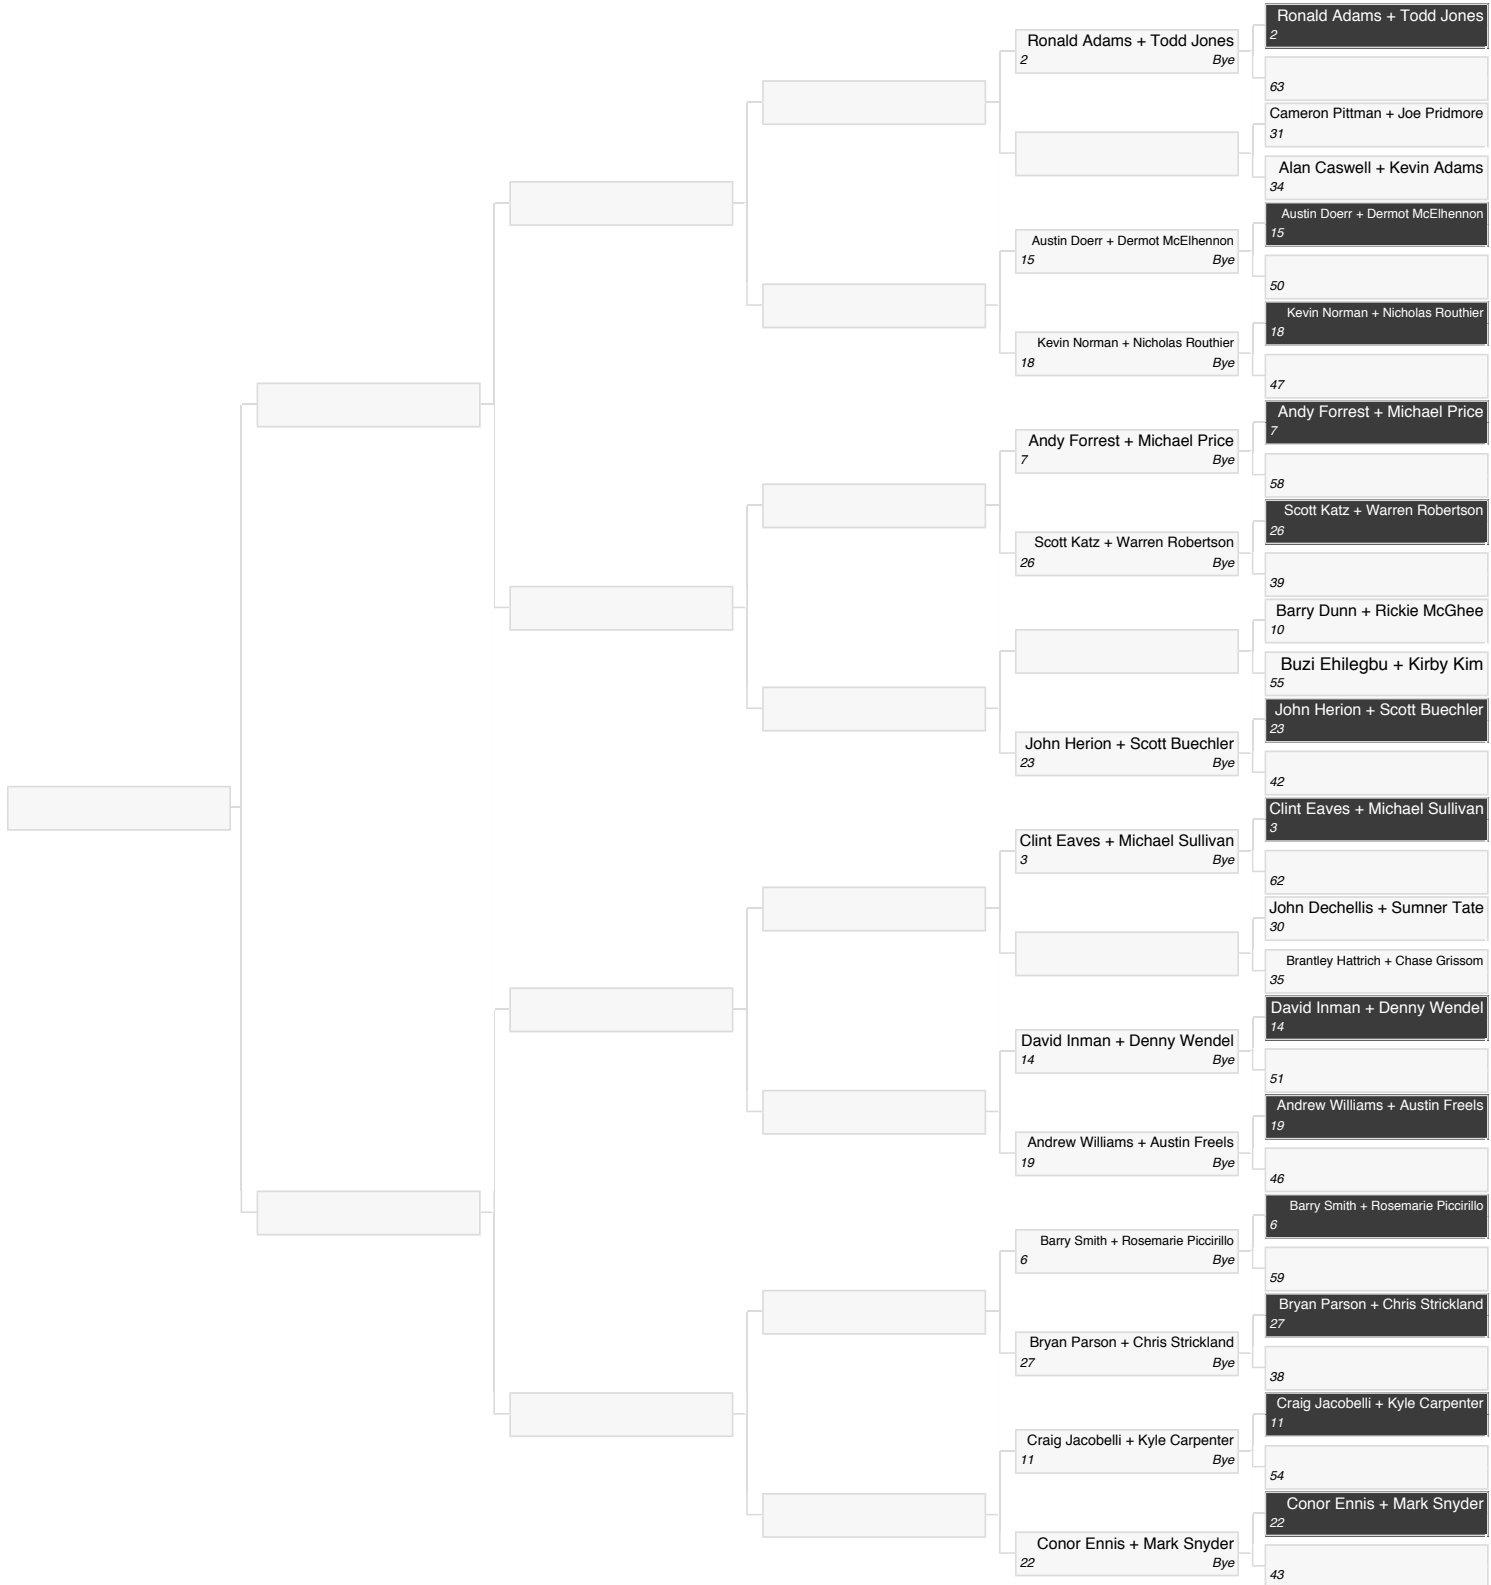 Ronald Adams + Todd Jones
2
63
Ronald Adams + Todd Jones
2 Bye
Cameron Pittman + Joe Pridmore
31
Alan Caswell + Kevin Adams
34
Austin Doerr + Dermot McElhennon
15
50
Austin Doerr + Dermot McElhennon
15 Bye
Kevin Norman + Nicholas Routhier
18
47
Kevin Norman + Nicholas Routhier
18 Bye
Andy Forrest + Michael Price
7
58
Andy Forrest + Michael Price
7 Bye
Scott Katz + Warren Robertson
26
39
Scott Katz + Warren Robertson
26 Bye
Barry Dunn + Rickie McGhee
10
Buzi Ehilegbu + Kirby Kim
55
John Herion + Scott Buechler
23
42
John Herion + Scott Buechler
23 Bye
Clint Eaves + Michael Sullivan
3
62
Clint Eaves + Michael Sullivan
3 Bye
John Dechellis + Sumner Tate
30
Brantley Hattrich + Chase Grissom
35
David Inman + Denny Wendel
14
51
David Inman + Denny Wendel
14 Bye
Andrew Williams + Austin Freels
19
46
Andrew Williams + Austin Freels
19 Bye
Barry Smith + Rosemarie Piccirillo
6
59
Barry Smith + Rosemarie Piccirillo
6 Bye
Bryan Parson + Chris Strickland
27
38
Bryan Parson + Chris Strickland
27 Bye
Craig Jacobelli + Kyle Carpenter
11
54
Craig Jacobelli + Kyle Carpenter
11 Bye
Conor Ennis + Mark Snyder
22
43
Conor Ennis + Mark Snyder
22 Bye